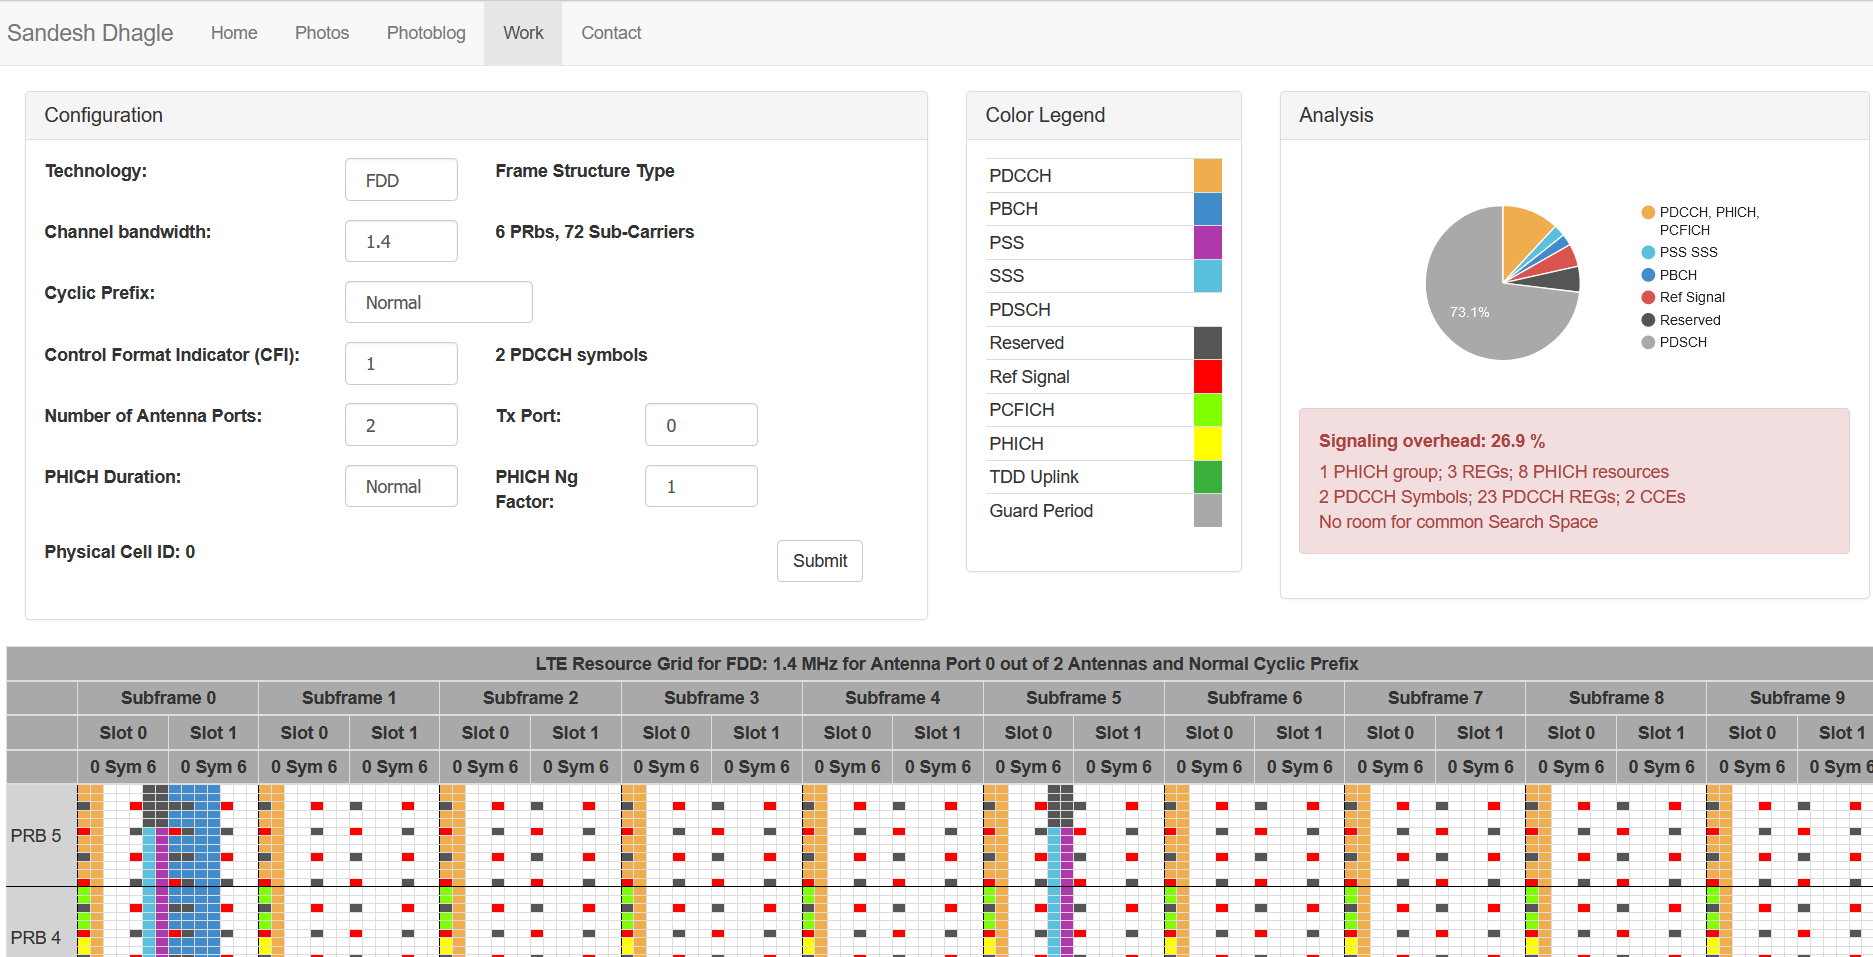 Sandesh Dhagle Home Photos Photoblog Work Contact
Configuration
Technology: FDD Frame Structure Type
Channel bandwidth: 1.4 6 PRbs, 72 Sub-Carriers
Cyclic Prefix: Normal
Control Format Indicator (CFI): 1 2 PDCCH symbols
Number of Antenna Ports: 2 Tx Port: 0
PHICH Duration: Normal PHICH Ng Factor: 1
Physical Cell ID: 0 Submit
Color Legend
PDCCH
PBCH
PSS
SSS
PDSCH
Reserved
Ref Signal
PCFICH
PHICH
TDD Uplink
Guard Period
Analysis
73.1%
PDCCH, PHICH,
PCFICH
PSS SSS
PBCH
Ref Signal
Reserved
PDSCH
Signaling overhead: 26.9 %
1 PHICH group; 3 REGs; 8 PHICH resources
2 PDCCH Symbols; 23 PDCCH REGs; 2 CCEs
No room for common Search Space
LTE Resource Grid for FDD: 1.4 MHz for Antenna Port 0 out of 2 Antennas and Normal Cyclic Prefix
Subframe 0 Subframe 1 Subframe 2 Subframe 3 Subframe 4 Subframe 5 Subframe 6 Subframe 7 Subframe 8 Subframe 9
Slot 0 Slot 1 Slot 0 Slot 1 Slot 0 Slot 1 Slot 0 Slot 1 Slot 0 Slot 1 Slot 0 Slot 1 Slot 0 Slot 1 Slot 0 Slot 1 Slot 0 Slot 1 Slot 0 Slot 1
0 Sym 6 0 Sym 6 0 Sym 6 0 Sym 6 0 Sym 6 0 Sym 6 0 Sym 6 0 Sym 6 0 Sym 6 0 Sym 6 0 Sym 6 0 Sym 6 0 Sym 6 0 Sym 6 0 Sym 6 0 Sym 6 0 Sym 6 0 Sym 6 0 Sym 6 0 Sym 6
PRB 5
PRB 4